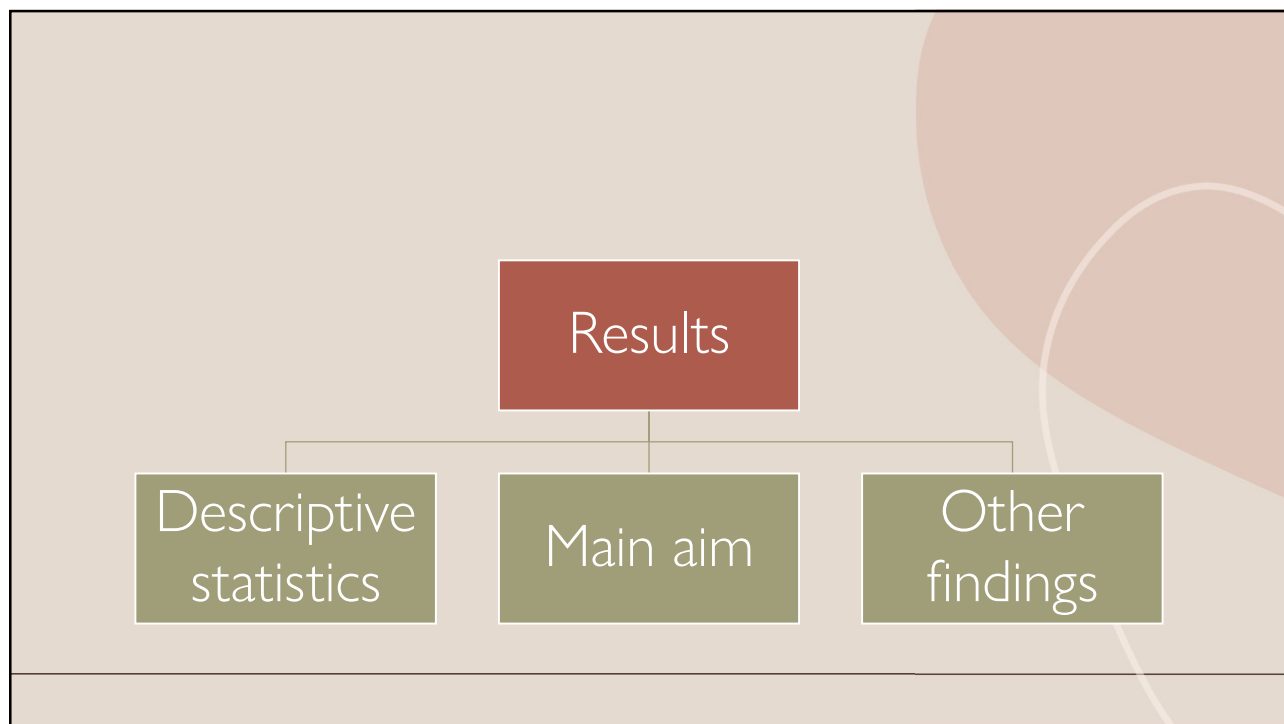 Results
Descriptive
statistics
Main aim
Other
findings